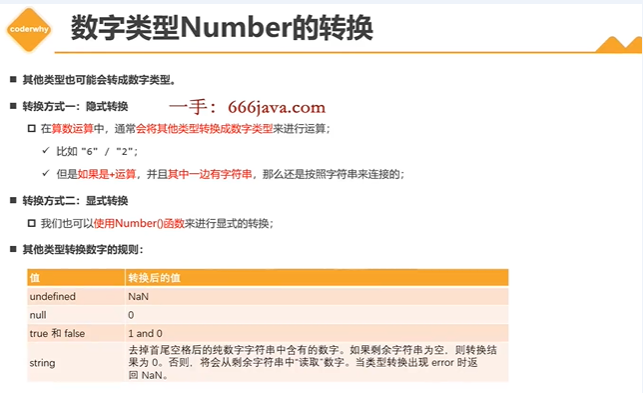 coderwhy
数字类型Number的转换
其他类型也可能会转成数字类型。
转换方式一：隐式转换
一手：666java.com
在算数运算中，通常会将其他类型转换成数字类型来进行运算；
比如 "6" / "2"；
但是如果是+运算，并且其中一边有字符串，那么还是按照字符串来连接的；
转换方式二：显式转换
我们也可以使用Number()函数来进行显式的转换；
其他类型转换数字的规则：
值 转换后的值
undefined NaN
null 0
true 和 false 1 and 0
string 去掉首尾空格后的纯数字字符串中含有的数字。如果剩余字符串为空，则转换结
果为 0。否则，将会从剩余字符串中“读取”数字。当类型转换出现 error 时返
回 NaN。